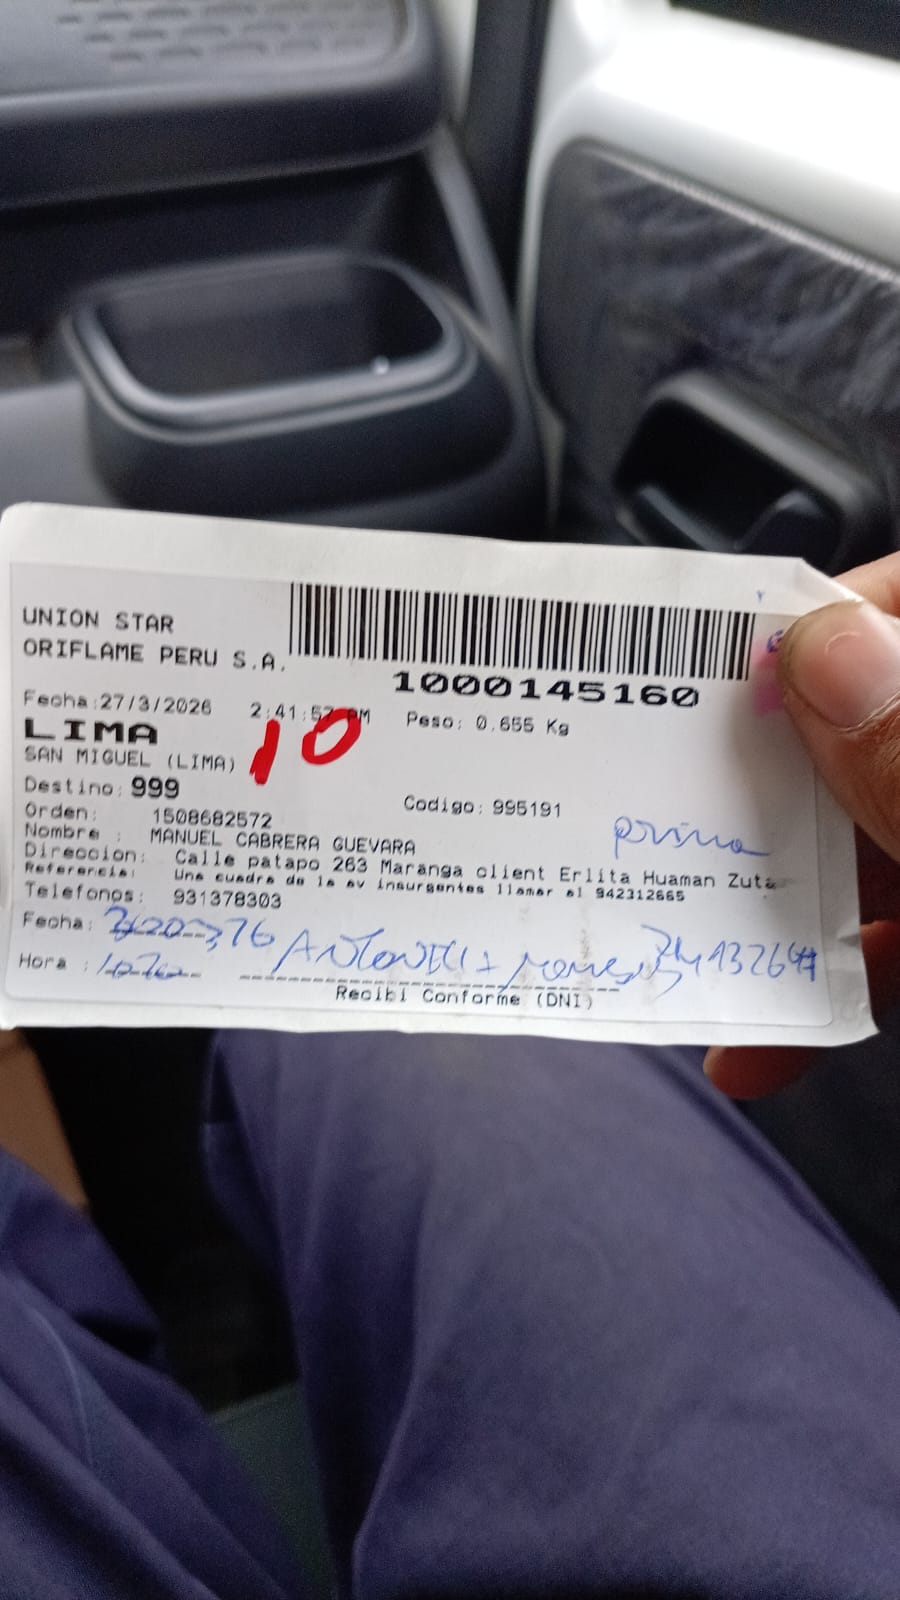 UNION STAR
ORIFLAME PERU S.A.
1000145160
Fecha:27/3/2026 2:41:57 PM Peso: 0.655 Kg
LIMA
10
SAN MIGUEL (LIMA)
Destino: 999
Codigo: 995191
Orden: 1508682572
prima
Nombre : MANUEL CABRERA GUEVARA
Direccion: Calle patapo 263 Maranga client Erlita Huaman Zuta
Referencia: Una cuadra de la av insurgentes llamar al 942312665
Telefonos: 931378303
Fecha:
Hora :
Recibi Conforme (DNI)